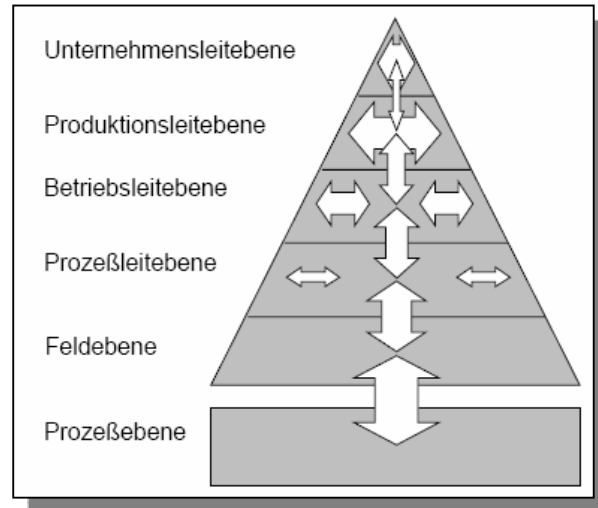 Unternehmensleitebene
Produktionsleitebene
Betriebsleitebene
Prozeßleitebene
Feldebene
Prozeßebene